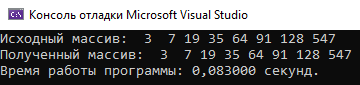 Консоль отладки Microsoft Visual Studio
Исходный массив:  3  7 19 35 64 91 128 547
Полученный массив:  3  7 19 35 64 91 128 547
Время работы программы: 0,083000 секунд.